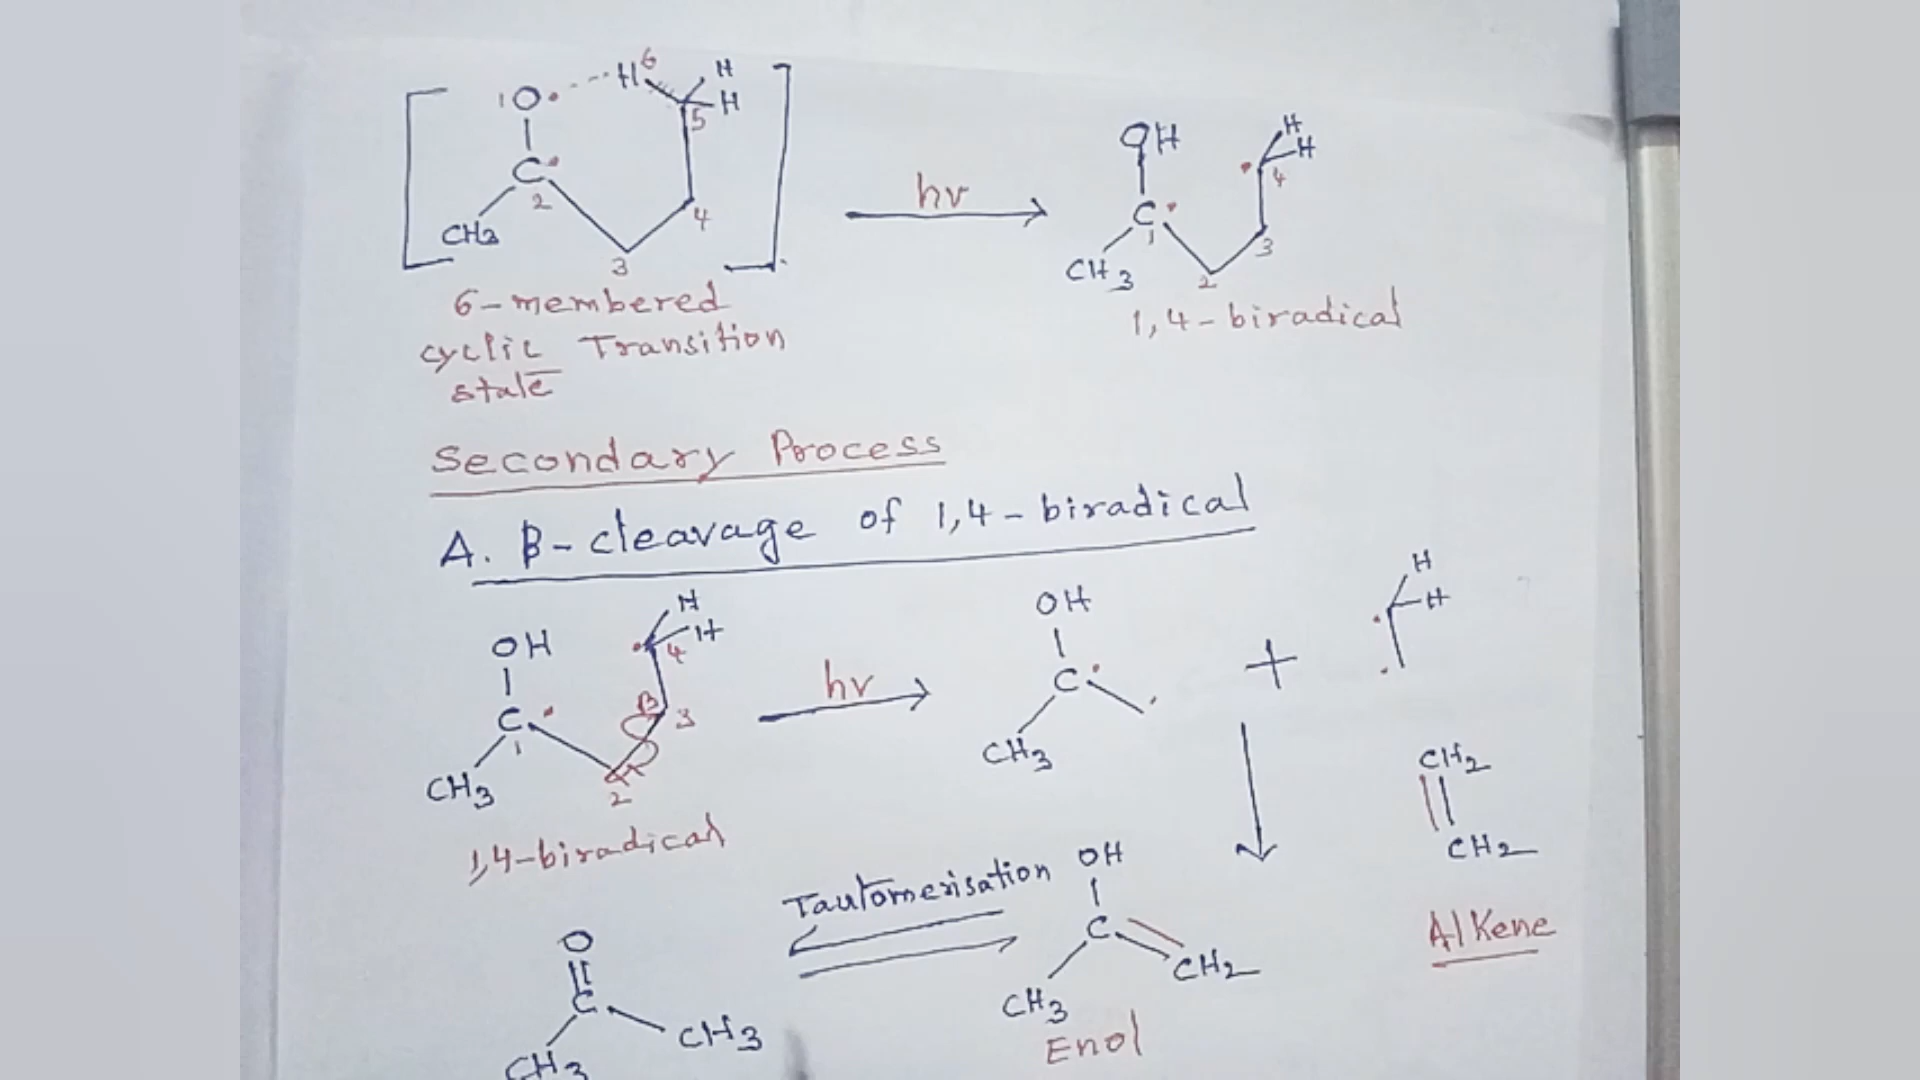 1 O· ··· H 6 H
H
5
C·
2
4
CH3
3
6-membered
cyclic Transition
state
hν
OH H
H
4
C·
1
3
CH3
2
1,4-biradical
Secondary Process
A. β-cleavage of 1,4-biradical
OH H
H
4
C·
1
β 3
α
2
CH3
1,4-biradical
hν
OH
C·
CH3
+
H
H
CH2
CH2
Alkene
Tautomerisation
OH
C
CH2
CH3
Enol
O
C
CH3
CH3